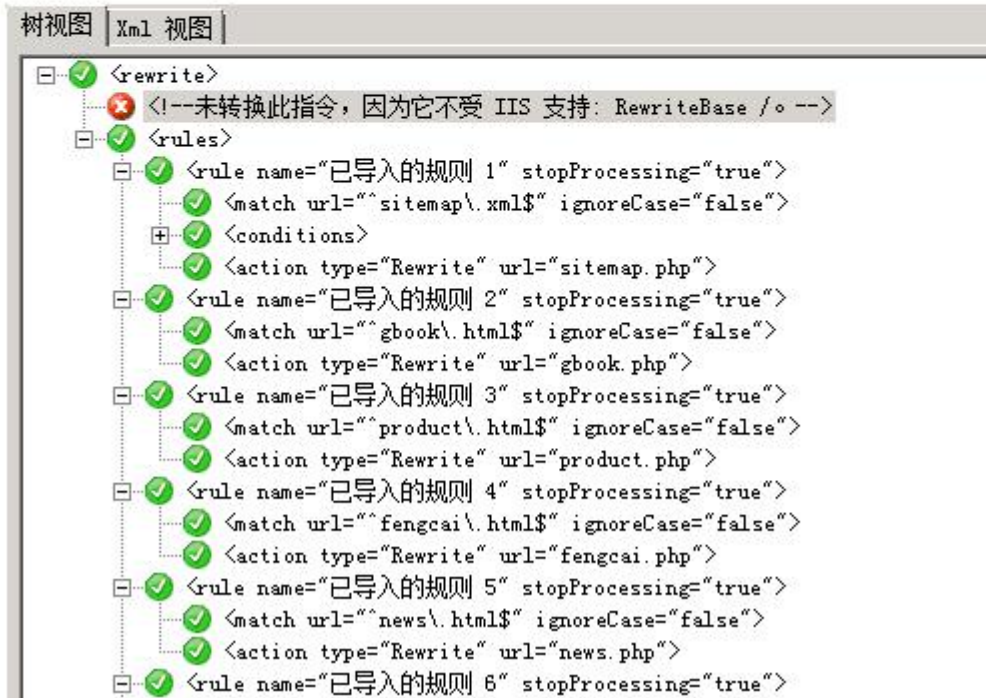 树视图 Xml 视图
<rewrite>
<!--未转换此指令，因为它不受 IIS 支持: RewriteBase /。-->
<rules>
<rule name="已导入的规则 1" stopProcessing="true">
<match url="^sitemap\.xml$" ignoreCase="false">
<conditions>
<action type="Rewrite" url="sitemap.php">
<rule name="已导入的规则 2" stopProcessing="true">
<match url="^gbook\.html$" ignoreCase="false">
<action type="Rewrite" url="gbook.php">
<rule name="已导入的规则 3" stopProcessing="true">
<match url="^product\.html$" ignoreCase="false">
<action type="Rewrite" url="product.php">
<rule name="已导入的规则 4" stopProcessing="true">
<match url="^fengcai\.html$" ignoreCase="false">
<action type="Rewrite" url="fengcai.php">
<rule name="已导入的规则 5" stopProcessing="true">
<match url="^news\.html$" ignoreCase="false">
<action type="Rewrite" url="news.php">
<rule name="已导入的规则 6" stopProcessing="true">